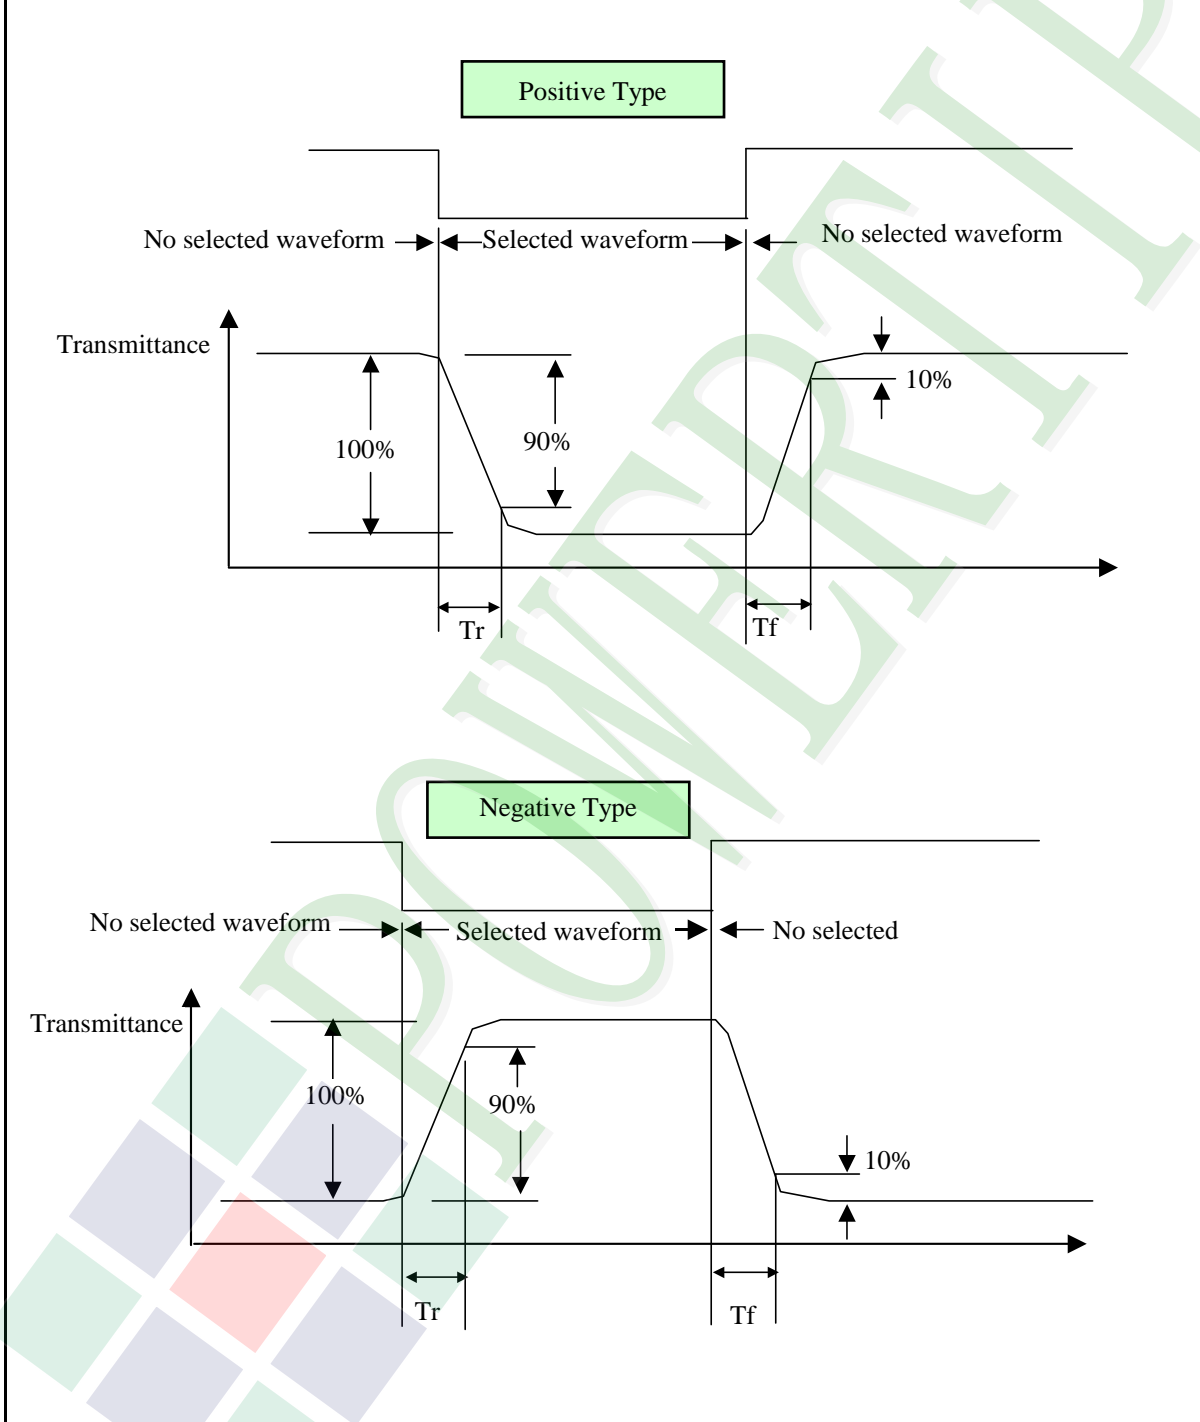 Positive Type
No selected waveform
Selected waveform
No selected waveform
Transmittance
10%
90%
100%
Tr
Tf
Negative Type
No selected waveform
Selected waveform
No selected
Transmittance
100%
90%
10%
Tr
Tf
POWERTIP